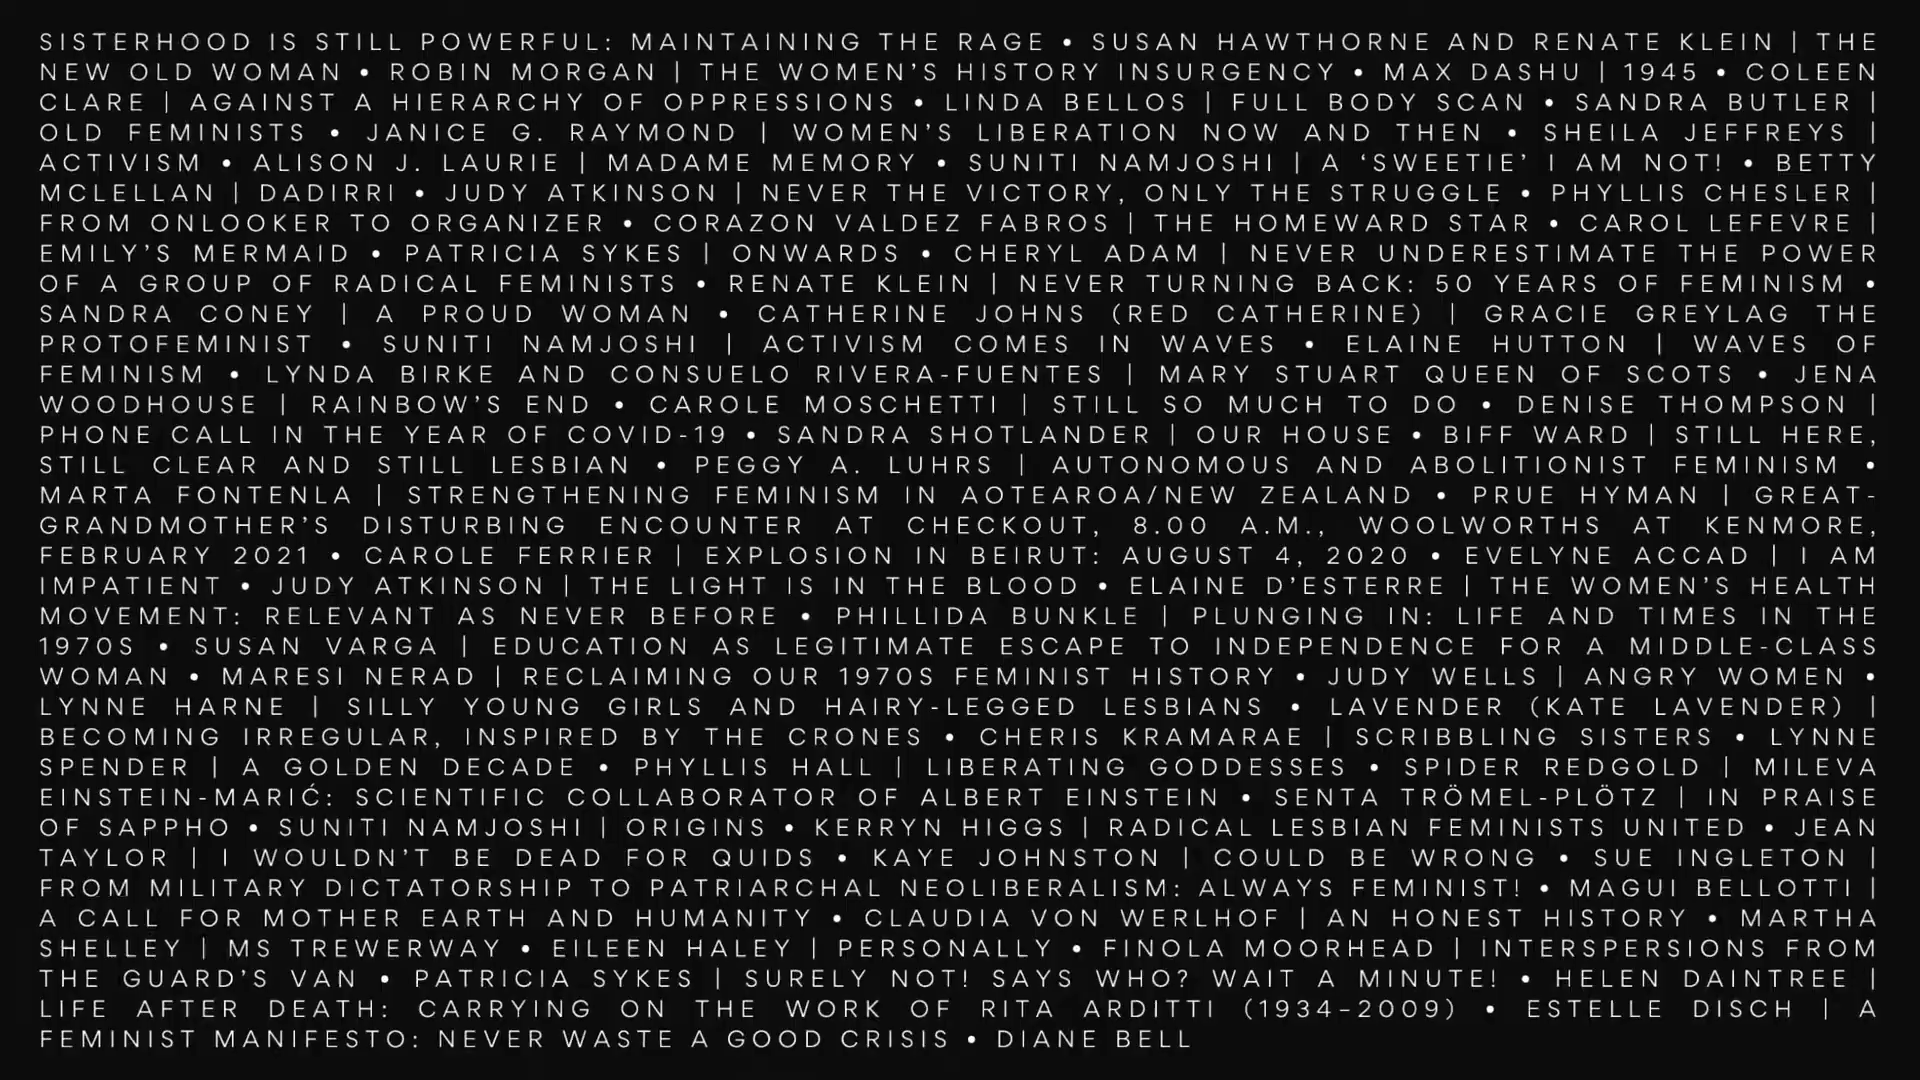 SISTERHOOD IS STILL POWERFUL: MAINTAINING THE RAGE • SUSAN HAWTHORNE AND RENATE KLEIN | THE
NEW OLD WOMAN • ROBIN MORGAN | THE WOMEN’S HISTORY INSURGENCY • MAX DASHU | 1945 • COLEEN
CLARE | AGAINST A HIERARCHY OF OPPRESSIONS • LINDA BELLOS | FULL BODY SCAN • SANDRA BUTLER |
OLD FEMINISTS • JANICE G. RAYMOND | WOMEN’S LIBERATION NOW AND THEN • SHEILA JEFFREYS |
ACTIVISM • ALISON J. LAURIE | MADAME MEMORY • SUNITI NAMJOSHI | A ‘SWEETIE’ I AM NOT! • BETTY
MCLELLAN | DADIRRI • JUDY ATKINSON | NEVER THE VICTORY, ONLY THE STRUGGLE • PHYLLIS CHESLER |
FROM ONLOOKER TO ORGANIZER • CORAZON VALDEZ FABROS | THE HOMEWARD STAR • CAROL LEFEVRE |
EMILY’S MERMAID • PATRICIA SYKES | ONWARDS • CHERYL ADAM | NEVER UNDERESTIMATE THE POWER
OF A GROUP OF RADICAL FEMINISTS • RENATE KLEIN | NEVER TURNING BACK: 50 YEARS OF FEMINISM •
SANDRA CONEY | A PROUD WOMAN • CATHERINE JOHNS (RED CATHERINE) | GRACIE GREYLAG THE
PROTOFEMINIST • SUNITI NAMJOSHI | ACTIVISM COMES IN WAVES • ELAINE HUTTON | WAVES OF
FEMINISM • LYNDA BIRKE AND CONSUELO RIVERA-FUENTES | MARY STUART QUEEN OF SCOTS • JENA
WOODHOUSE | RAINBOW’S END • CAROLE MOSCHETTI | STILL SO MUCH TO DO • DENISE THOMPSON |
PHONE CALL IN THE YEAR OF COVID-19 • SANDRA SHOTLANDER | OUR HOUSE • BIFF WARD | STILL HERE,
STILL CLEAR AND STILL LESBIAN • PEGGY A. LUHRS | AUTONOMOUS AND ABOLITIONIST FEMINISM •
MARTA FONTENLA | STRENGTHENING FEMINISM IN AOTEAROA/NEW ZEALAND • PRUE HYMAN | GREAT-
GRANDMOTHER’S DISTURBING ENCOUNTER AT CHECKOUT, 8.00 A.M., WOOLWORTHS AT KENMORE,
FEBRUARY 2021 • CAROLE FERRIER | EXPLOSION IN BEIRUT: AUGUST 4, 2020 • EVELYNE ACCAD | I AM
IMPATIENT • JUDY ATKINSON | THE LIGHT IS IN THE BLOOD • ELAINE D’ESTERRE | THE WOMEN’S HEALTH
MOVEMENT: RELEVANT AS NEVER BEFORE • PHILLIDA BUNKLE | PLUNGING IN: LIFE AND TIMES IN THE
1970S • SUSAN VARGA | EDUCATION AS LEGITIMATE ESCAPE TO INDEPENDENCE FOR A MIDDLE-CLASS
WOMAN • MARESI NERAD | RECLAIMING OUR 1970S FEMINIST HISTORY • JUDY WELLS | ANGRY WOMEN •
LYNNE HARNE | SILLY YOUNG GIRLS AND HAIRY-LEGGED LESBIANS • LAVENDER (KATE LAVENDER) |
BECOMING IRREGULAR, INSPIRED BY THE CRONES • CHERIS KRAMARAE | SCRIBBLING SISTERS • LYNNE
SPENDER | A GOLDEN DECADE • PHYLLIS HALL | LIBERATING GODDESSES • SPIDER REDGOLD | MILEVA
EINSTEIN-MARIĆ: SCIENTIFIC COLLABORATOR OF ALBERT EINSTEIN • SENTA TRÖMEL-PLÖTZ | IN PRAISE
OF SAPPHO • SUNITI NAMJOSHI | ORIGINS • KERRYN HIGGS | RADICAL LESBIAN FEMINISTS UNITED • JEAN
TAYLOR | I WOULDN’T BE DEAD FOR QUIDS • KAYE JOHNSTON | COULD BE WRONG • SUE INGLETON |
FROM MILITARY DICTATORSHIP TO PATRIARCHAL NEOLIBERALISM: ALWAYS FEMINIST! • MAGUI BELLOTTI |
A CALL FOR MOTHER EARTH AND HUMANITY • CLAUDIA VON WERLHOF | AN HONEST HISTORY • MARTHA
SHELLEY | MS TREWERWAY • EILEEN HALEY | PERSONALLY • FINOLA MOORHEAD | INTERSPERSIONS FROM
THE GUARD’S VAN • PATRICIA SYKES | SURELY NOT! SAYS WHO? WAIT A MINUTE! • HELEN DAINTREE |
LIFE AFTER DEATH: CARRYING ON THE WORK OF RITA ARDITTI (1934–2009) • ESTELLE DISCH | A
FEMINIST MANIFESTO: NEVER WASTE A GOOD CRISIS • DIANE BELL